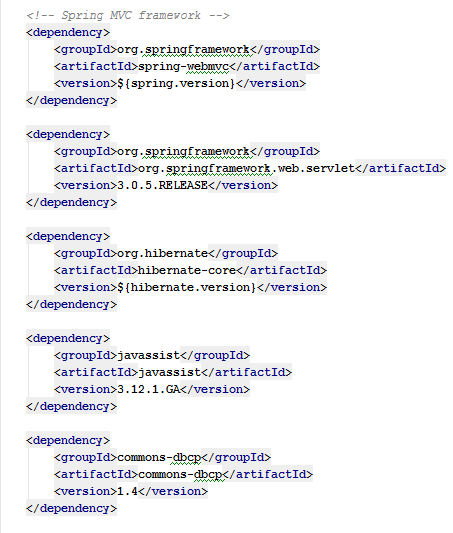 <!-- Spring MVC framework -->
<dependency>
<groupId>org.springframework</groupId>
<artifactId>spring-webmvc</artifactId>
<version>${spring.version}</version>
</dependency>
<dependency>
<groupId>org.springframework</groupId>
<artifactId>org.springframework.web.servlet</artifactId>
<version>3.0.5.RELEASE</version>
</dependency>
<dependency>
<groupId>org.hibernate</groupId>
<artifactId>hibernate-core</artifactId>
<version>${hibernate.version}</version>
</dependency>
<dependency>
<groupId>javassist</groupId>
<artifactId>javassist</artifactId>
<version>3.12.1.GA</version>
</dependency>
<dependency>
<groupId>commons-dbcp</groupId>
<artifactId>commons-dbcp</artifactId>
<version>1.4</version>
</dependency>